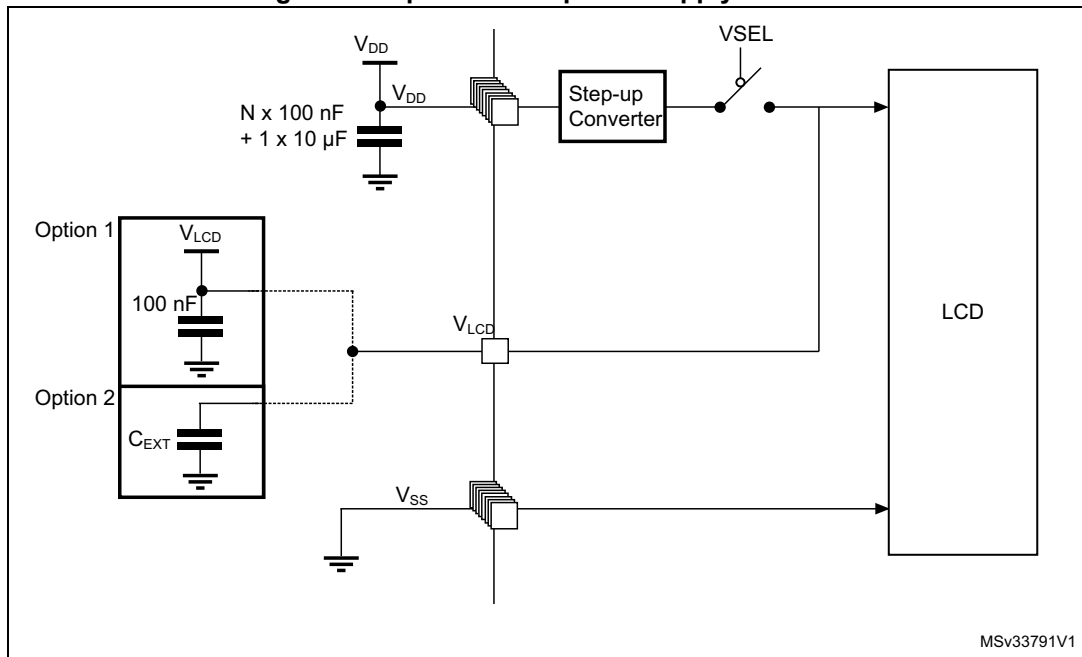 VSEL
VDD
VDD
N x 100 nF
+ 1 x 10 µF
Step-up
Converter
Option 1
VLCD
100 nF
VLCD
LCD
Option 2
CEXT
VSS
MSv33791V1